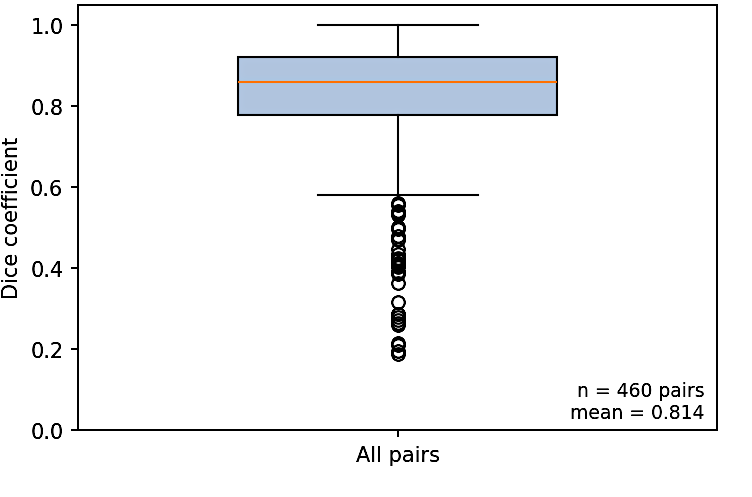 Dice coefficient
1.0
0.8
0.6
0.4
0.2
0.0
n = 460 pairs
mean = 0.814
All pairs